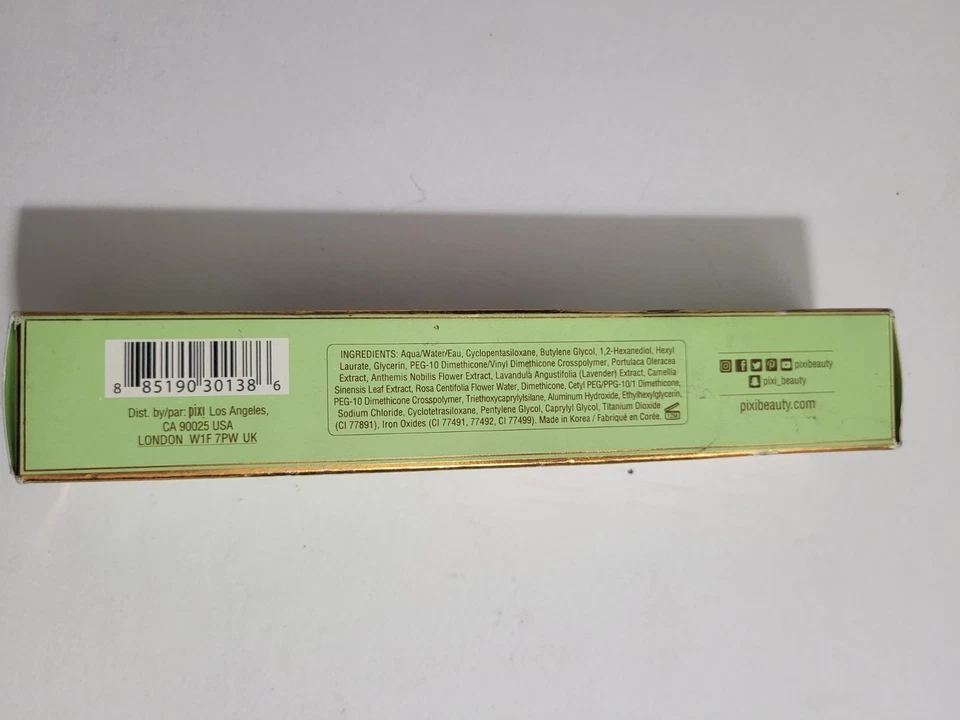 8 85190 30138 6
Dist. by/par: pixi Los Angeles,
CA 90025 USA
LONDON W1F 7PW UK
INGREDIENTS: Aqua/Water/Eau, Cyclopentasiloxane, Butylene Glycol, 1,2-Hexanediol, Hexyl
Laurate, Glycerin, PEG-10 Dimethicone/Vinyl Dimethicone Crosspolymer, Portulaca Oleracea
Extract, Anthemis Nobilis Flower Extract, Lavandula Angustifolia (Lavender) Extract, Camellia
Sinensis Leaf Extract, Rosa Centifolia Flower Water, Dimethicone, Cetyl PEG/PPG-10/1 Dimethicone,
PEG-10 Dimethicone Crosspolymer, Triethoxycaprylylsilane, Aluminum Hydroxide, Ethylhexylglycerin,
Sodium Chloride, Cyclotetrasiloxane, Pentylene Glycol, Caprylyl Glycol, Titanium Dioxide
(CI 77891), Iron Oxides (CI 77491, 77492, CI 77499). Made in Korea / Fabriqué en Corée.
pixibeauty
pixi_beauty
pixibeauty.com